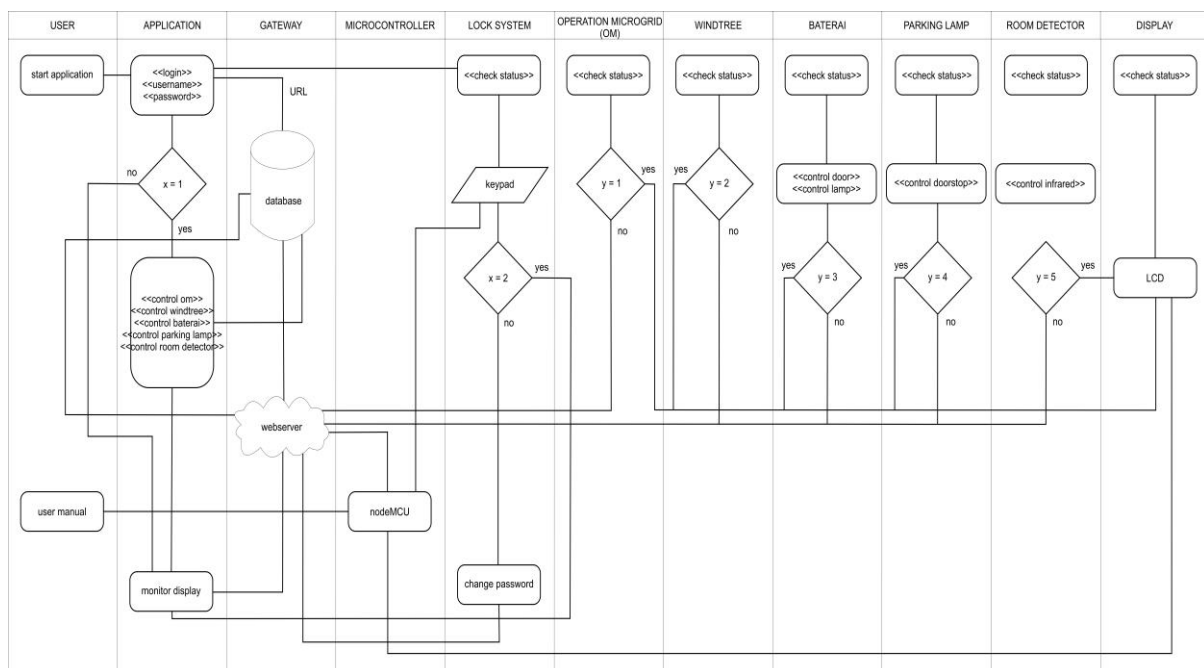 USER
APPLICATION
GATEWAY
MICROCONTROLLER
LOCK SYSTEM
OPERATION MICROGRID
(OM)
WINDTREE
BATERAI
PARKING LAMP
ROOM DETECTOR
DISPLAY
start application
<<login>>
<<username>>
<<password>>
URL
<<check status>>
<<check status>>
<<check status>>
<<check status>>
<<check status>>
<<check status>>
<<check status>>
no
x = 1
yes
database
keypad
y = 1
yes
no
yes
y = 2
no
<<control door>>
<<control lamp>>
<<control doorstop>>
<<control infrared>>
x = 2
yes
no
yes
y = 3
no
yes
y = 4
no
y = 5
yes
no
LCD
<<control om>>
<<control windtree>>
<<control baterai>>
<<control parking lamp>>
<<control room detector>>
webserver
user manual
nodeMCU
monitor display
change password